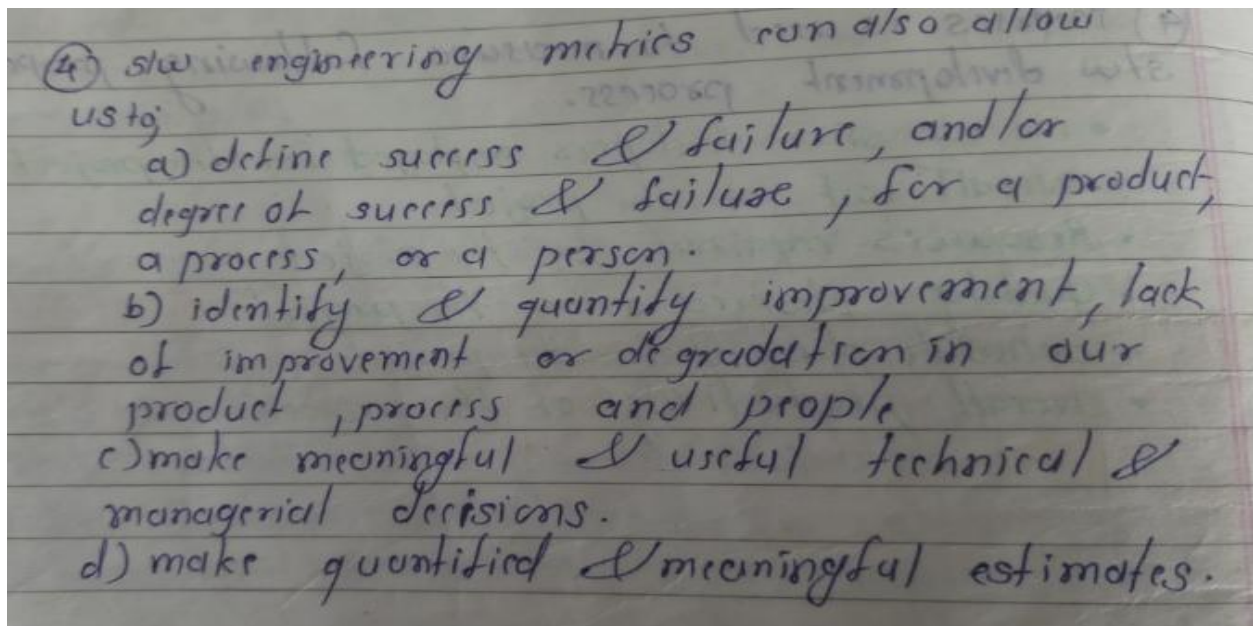 ④ s/w engineering metrics can also allow
us to;
a) define success & failure, and/or
degree of success & failure, for a product,
a process, or a person.
b) identify & quantify improvement, lack
of improvement or degradation in our
product, process and people
c) make meaningful & useful technical &
managerial decisions.
d) make quantified & meaningful estimates.